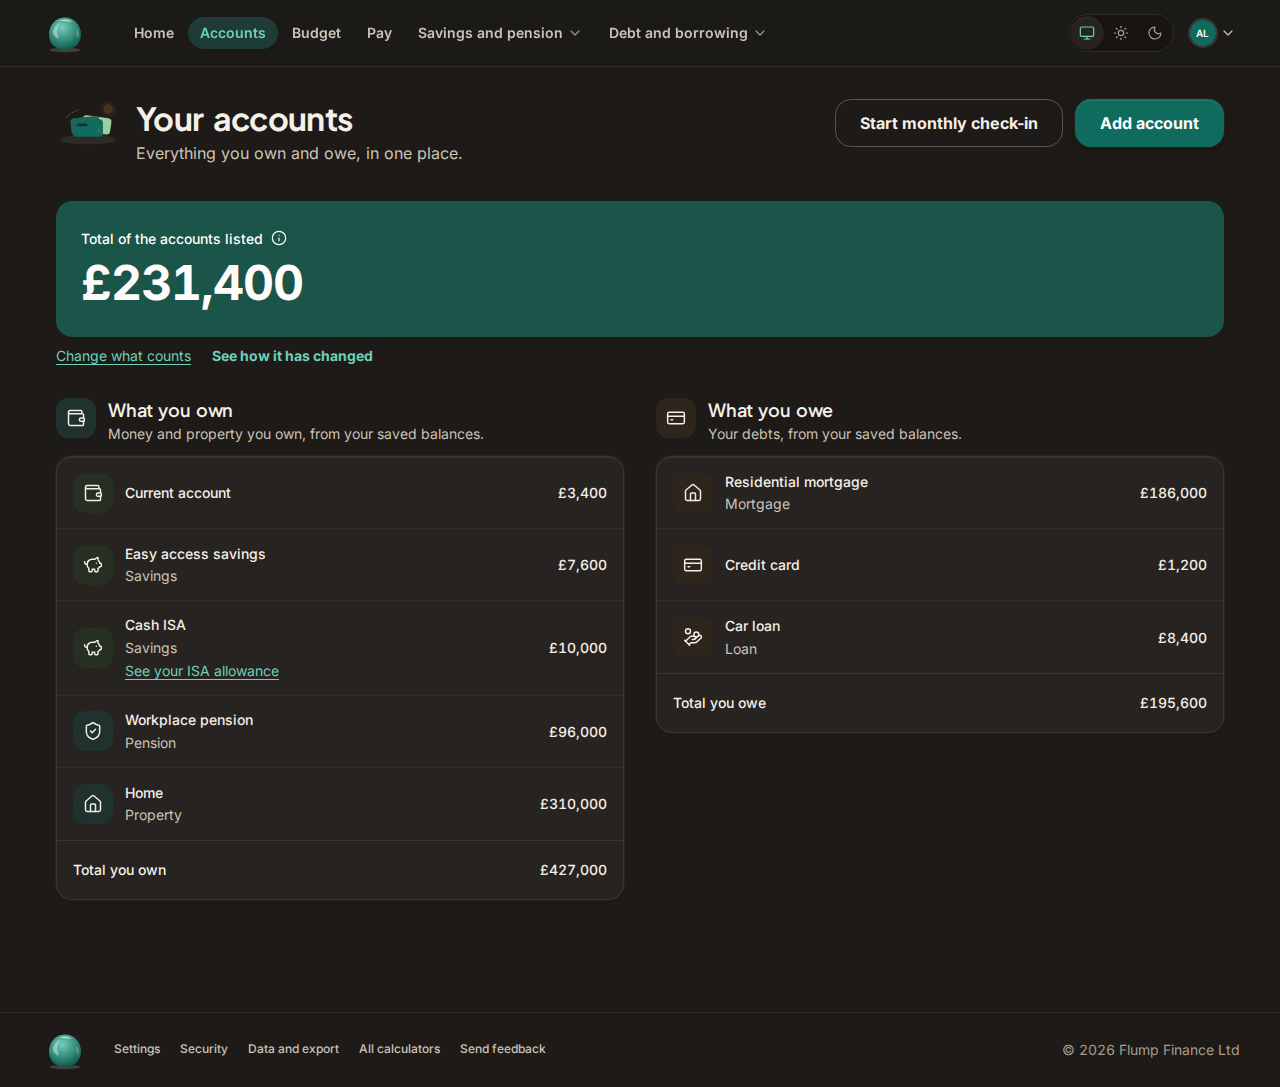 Home Accounts Budget Pay Savings and pension Debt and borrowing AL
Your accounts
Everything you own and owe, in one place.
Start monthly check-in Add account
Total of the accounts listed
£231,400
Change what counts See how it has changed
What you own
Money and property you own, from your saved balances.
Current account £3,400
Easy access savings
Savings
£7,600
Cash ISA
Savings
See your ISA allowance
£10,000
Workplace pension
Pension
£96,000
Home
Property
£310,000
Total you own £427,000
What you owe
Your debts, from your saved balances.
Residential mortgage
Mortgage
£186,000
Credit card £1,200
Car loan
Loan
£8,400
Total you owe £195,600
Settings Security Data and export All calculators Send feedback © 2026 Flump Finance Ltd